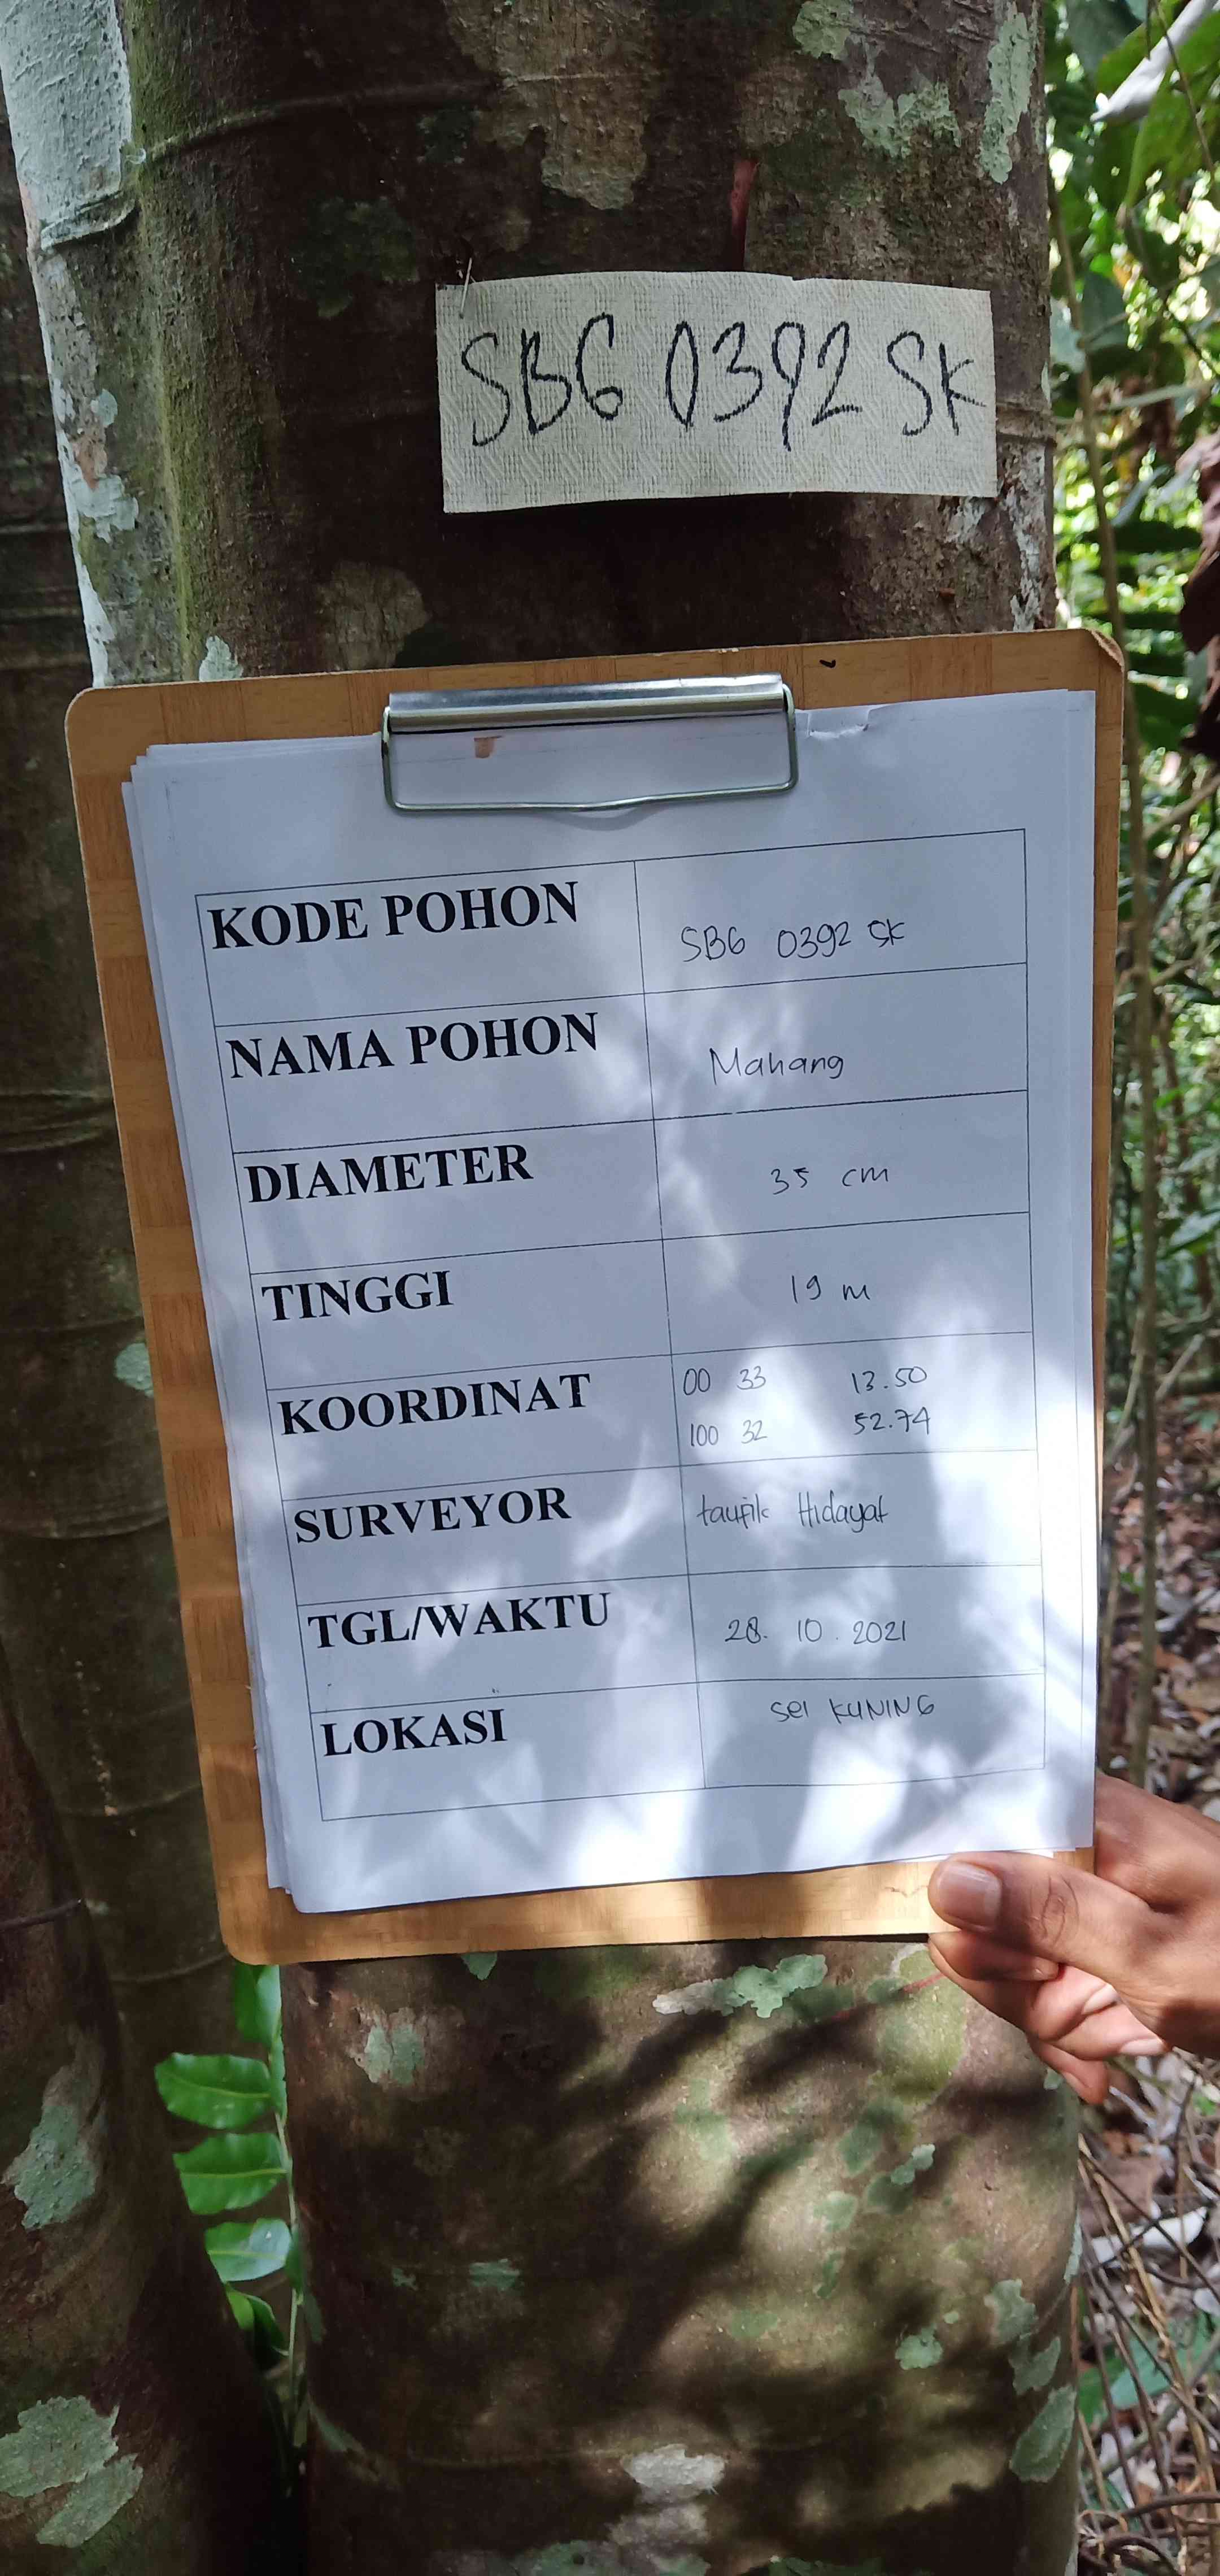 SBG 0392 SK
KODE POHON SBG 0392 SK
NAMA POHON Mahang
DIAMETER 35 cm
TINGGI 19 m
KOORDINAT 00 33 13.50
100 32 52.74
SURVEYOR taufik Hidayat
TGL/WAKTU 28. 10. 2021
LOKASI sei KUNING